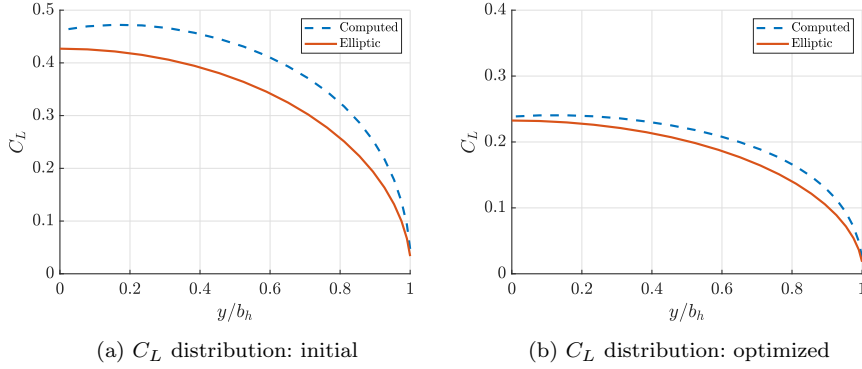 0.5
0.4
0.3
0.2
0.1
0
C_L
0 0.2 0.4 0.6 0.8 1
y/b_h
Computed
Elliptic
(a) C_L distribution: initial
0.4
0.3
0.2
0.1
0
C_L
0 0.2 0.4 0.6 0.8 1
y/b_h
Computed
Elliptic
(b) C_L distribution: optimized